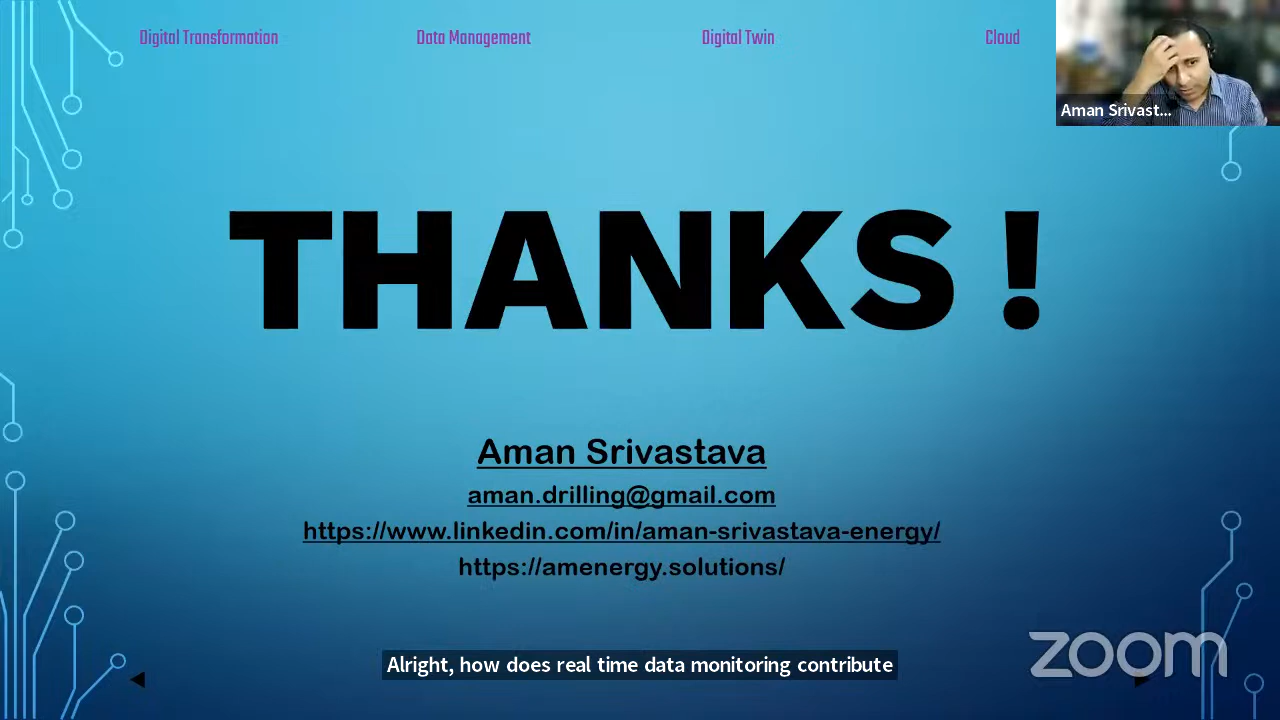 Digital Transformation
Data Management
Digital Twin
Cloud
Aman Srivast...
THANKS !
Aman Srivastava
aman.drilling@gmail.com
https://www.linkedin.com/in/aman-srivastava-energy/
https://amenergy.solutions/
Alright, how does real time data monitoring contribute
zoom